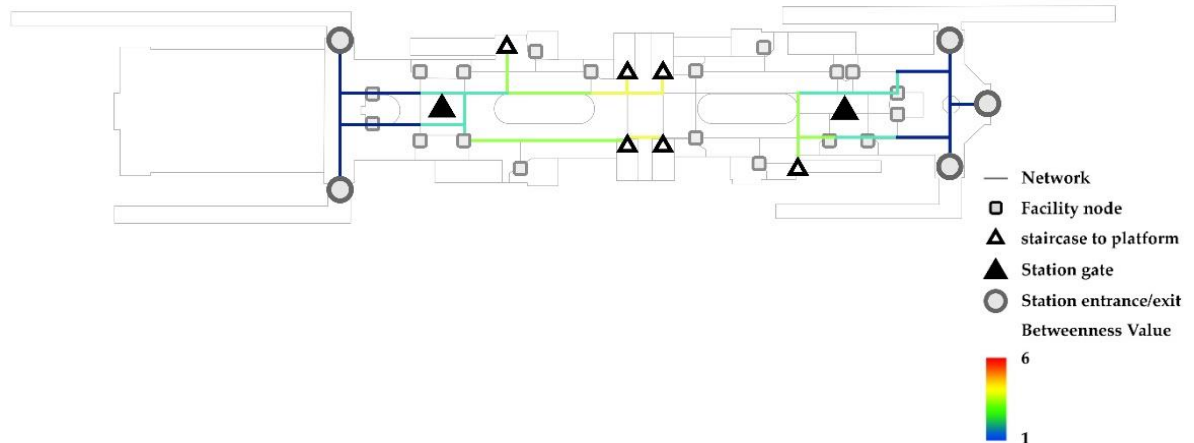 Network
Facility node
staircase to platform
Station gate
Station entrance/exit
Betweenness Value
6
1